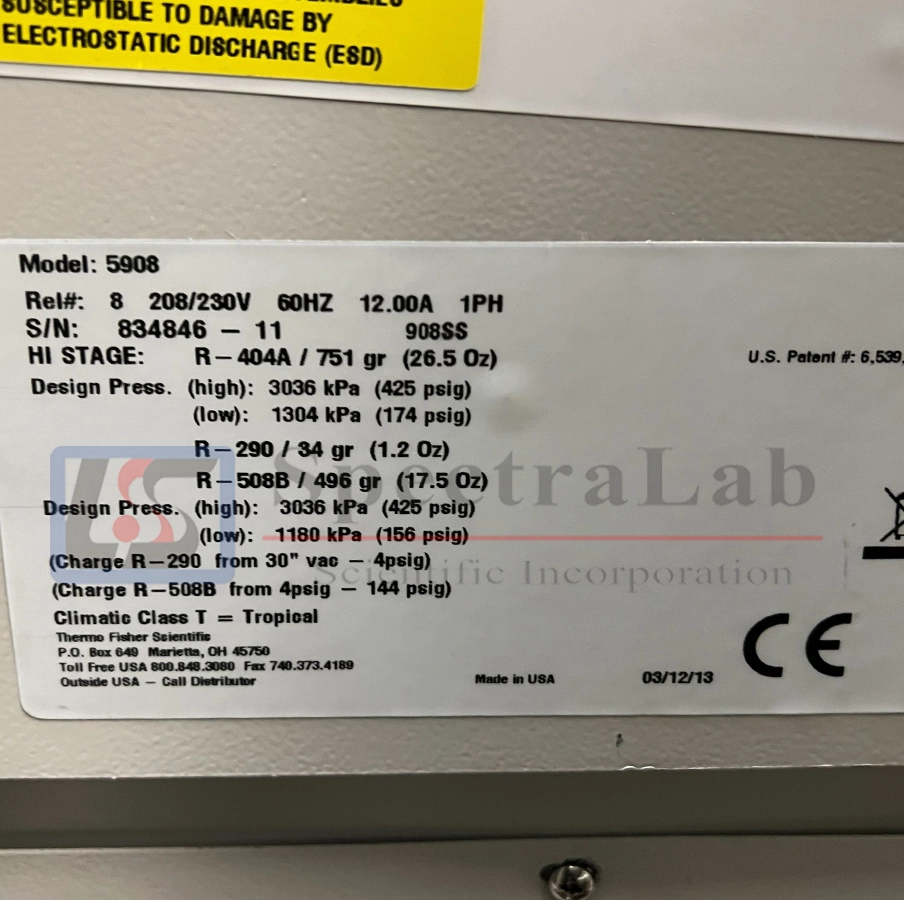 SUSCEPTIBLE TO DAMAGE BY
ELECTROSTATIC DISCHARGE (ESD)
Model: 5908
Rel#: 8 208/230V 60HZ 12.00A 1PH
S/N: 834846 – 11 908SS
HI STAGE: R–404A / 751 gr (26.5 Oz)
U.S. Patent #: 6,539,
Design Press. (high): 3036 kPa (425 psig)
(low): 1304 kPa (174 psig)
R–290 / 34 gr (1.2 Oz)
R–508B / 496 gr (17.5 Oz)
Design Press. (high): 3036 kPa (425 psig)
(low): 1180 kPa (156 psig)
(Charge R–290 from 30" vac – 4psig)
(Charge R–508B from 4psig – 144 psig)
Climatic Class T = Tropical
Thermo Fisher Scientific
P.O. Box 649 Marietta, OH 45750
Toll Free USA 800.848.3080 Fax 740.373.4189
Outside USA – Call Distributor
Made in USA 03/12/13
CE
LSS
SpectraLab
Scientific Incorporation